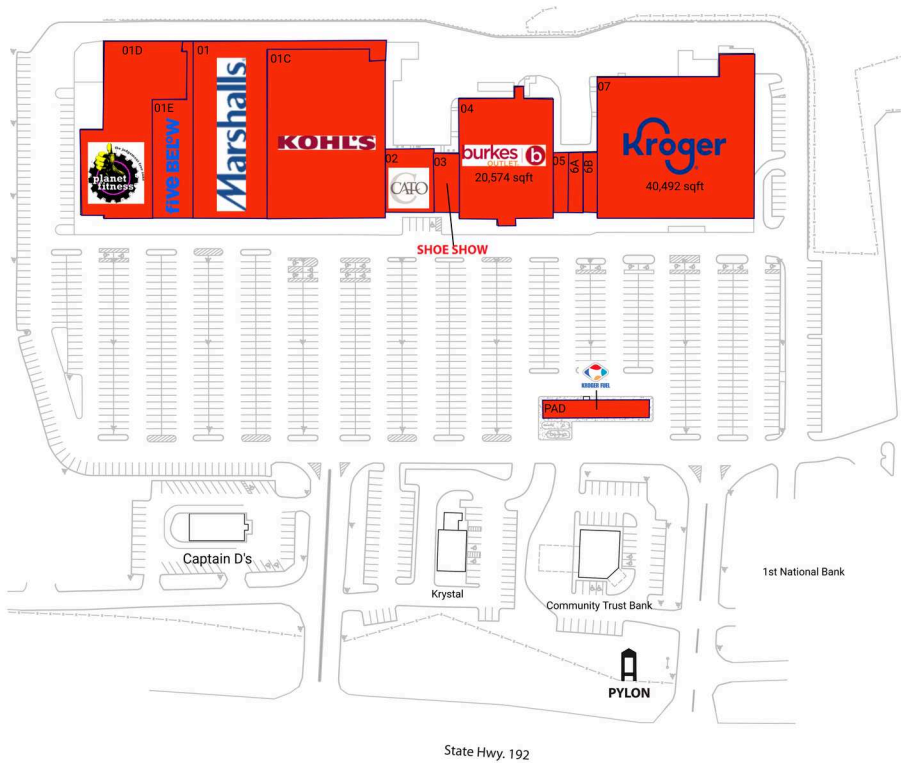 01D
01
01C
07
01E
04
planet
fitness
five BELOW
Marshalls
KOHL'S
02
03
CATO
burkes
OUTLET
b
20,574 sqft
05
6A
6B
Kroger
40,492 sqft
SHOE SHOW
KROGER FUEL
PAD
Captain D's
Krystal
Community Trust Bank
1st National Bank
PYLON
State Hwy. 192